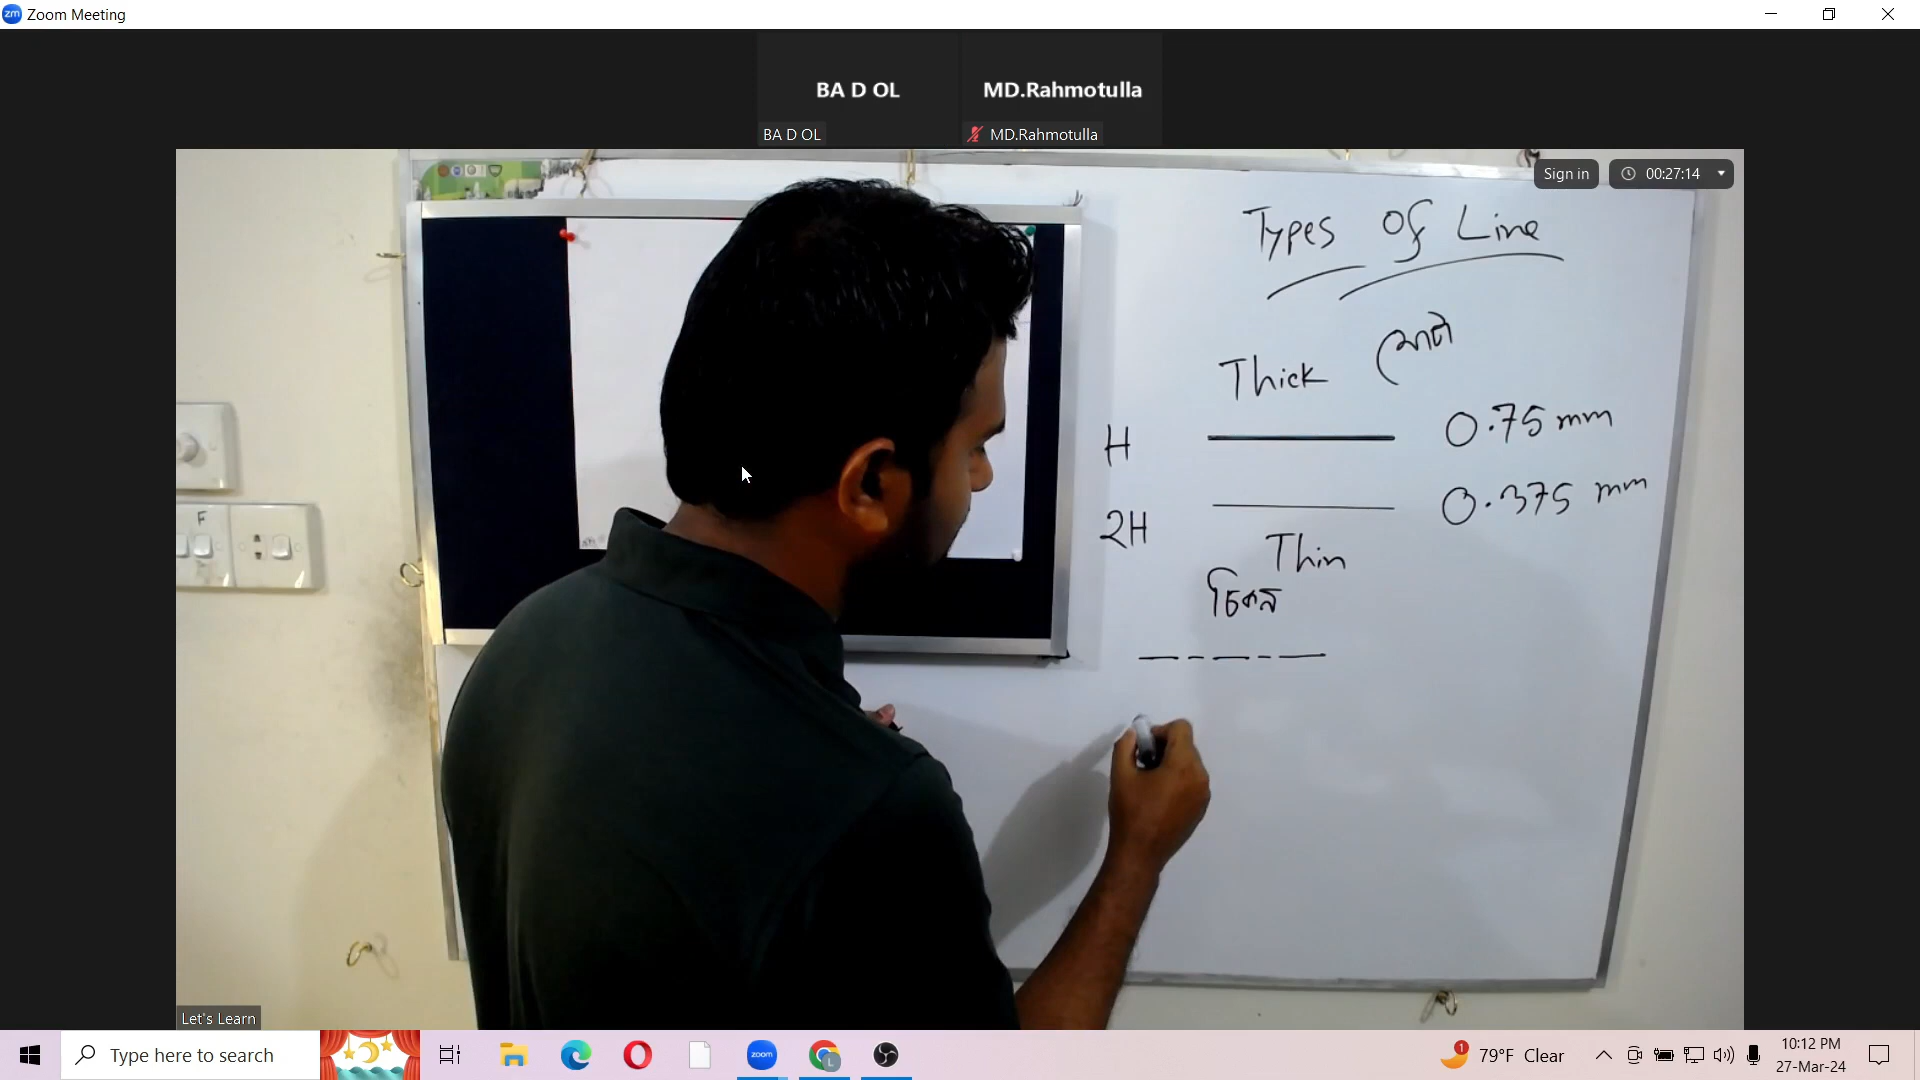 Zoom Meeting
BA D OL
MD.Rahmotulla
BA D OL
MD.Rahmotulla
Sign in
00:27:14
Types Of Line
Thick মোটা
H 0.75 mm
2H 0.375 mm
Thin
চিকন
F
Let's Learn
Type here to search
zoom
L
1
79°F Clear
10:12 PM
27-Mar-24